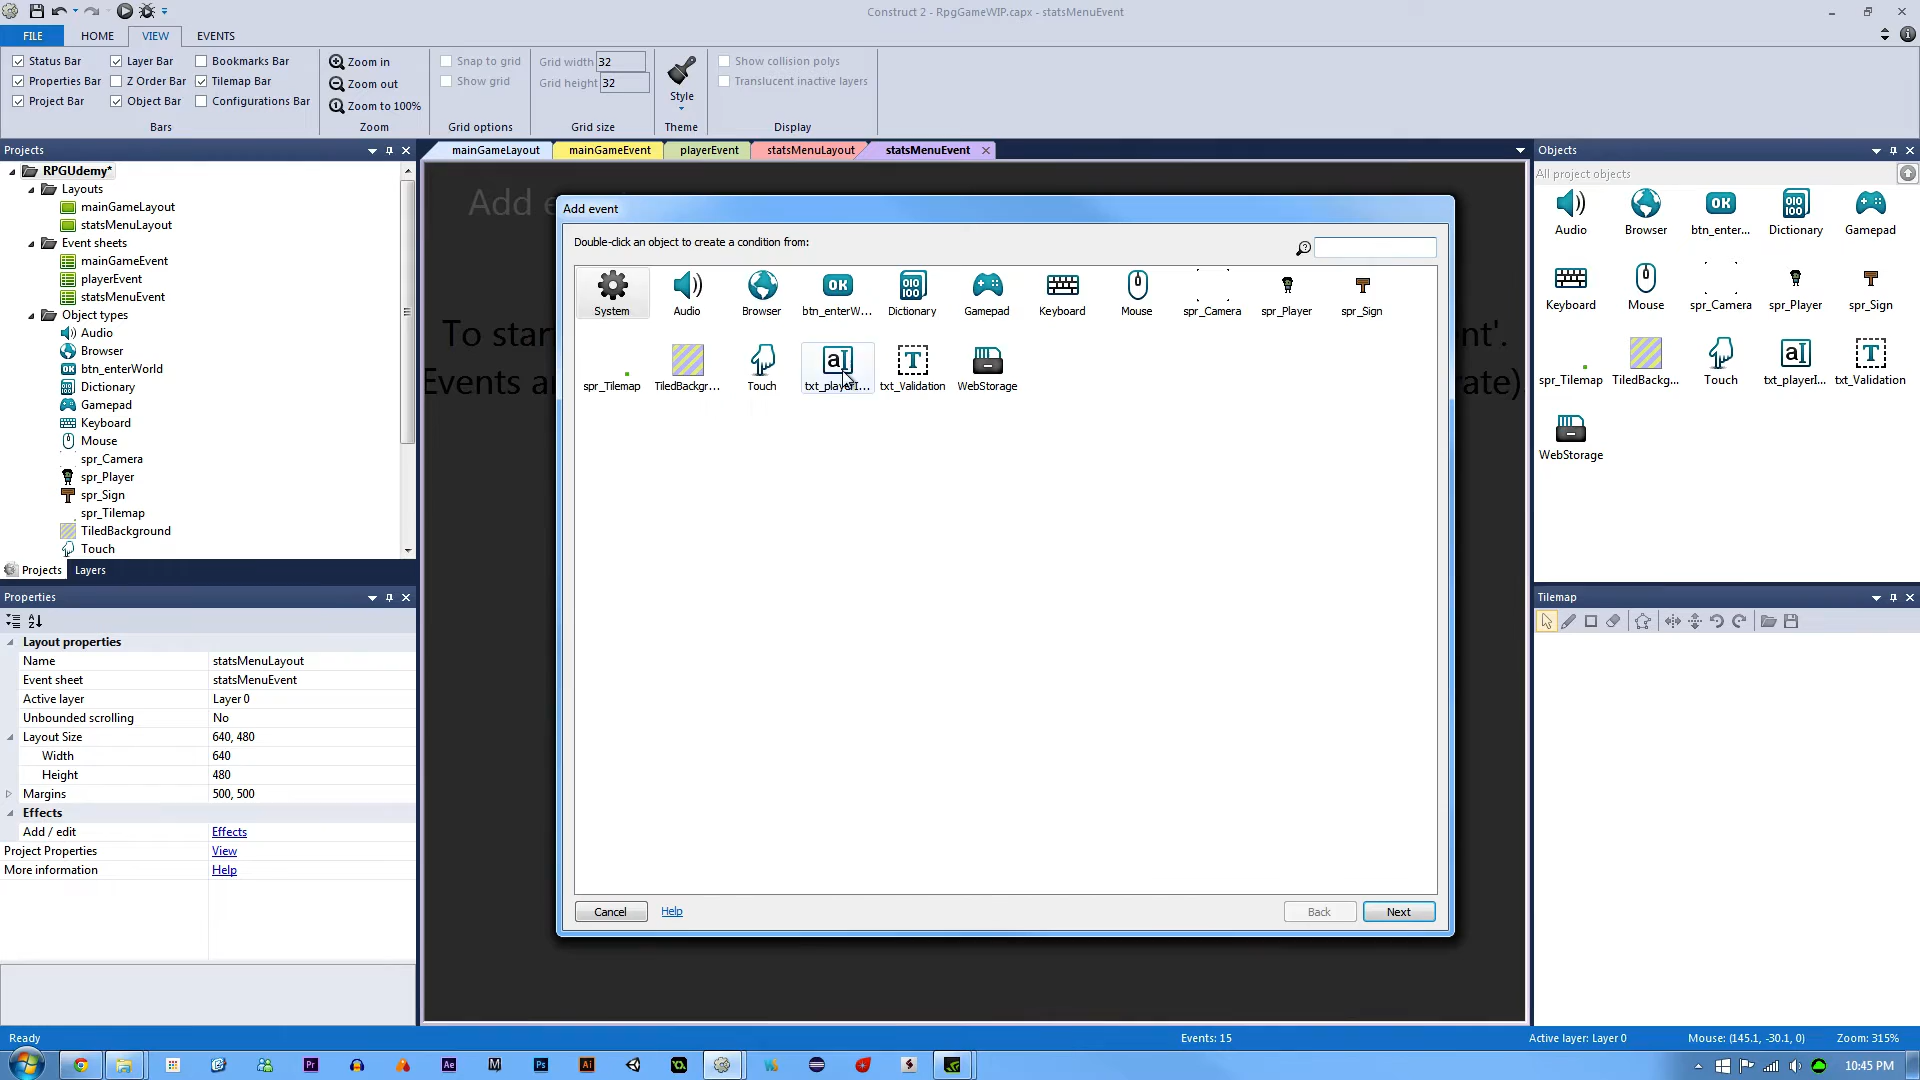 Construct 2 - RpgGameWIP.capx - statsMenuEvent
FILE HOME VIEW EVENTS
Status Bar Layer Bar Bookmarks Bar
Properties Bar Z Order Bar Tilemap Bar
Project Bar Object Bar Configurations Bar
Bars
Zoom in
Zoom out
Zoom to 100%
Zoom
Snap to grid
Show grid
Grid options
Grid width 32
Grid height 32
Grid size
Style
Theme
Show collision polys
Translucent inactive layers
Display
Projects
RPGUdemy*
Layouts
mainGameLayout
statsMenuLayout
Event sheets
mainGameEvent
playerEvent
statsMenuEvent
Object types
Audio
Browser
btn_enterWorld
Dictionary
Gamepad
Keyboard
Mouse
spr_Camera
spr_Player
spr_Sign
spr_Tilemap
TiledBackground
Touch
Projects Layers
Properties
Layout properties
Name statsMenuLayout
Event sheet statsMenuEvent
Active layer Layer 0
Unbounded scrolling No
Layout Size 640, 480
Width 640
Height 480
Margins 500, 500
Effects
Add / edit Effects
Project Properties View
More information Help
mainGameLayout mainGameEvent playerEvent statsMenuLayout statsMenuEvent
Add e
To star
ent'.
Events a
rate)
Add event
Double-click an object to create a condition from:
System Audio Browser btn_enterW... Dictionary Gamepad Keyboard Mouse spr_Camera spr_Player spr_Sign
spr_Tilemap TiledBackgr... Touch txt_playerI... txt_Validation WebStorage
Cancel Help Back Next
Objects
All project objects
Audio Browser btn_enter... Dictionary Gamepad
Keyboard Mouse spr_Camera spr_Player spr_Sign
spr_Tilemap TiledBackg... Touch txt_playerI... txt_Validation
WebStorage
Tilemap
Ready Events: 15 Active layer: Layer 0 Mouse: (145.1, -30.1, 0) Zoom: 315%
10:45 PM